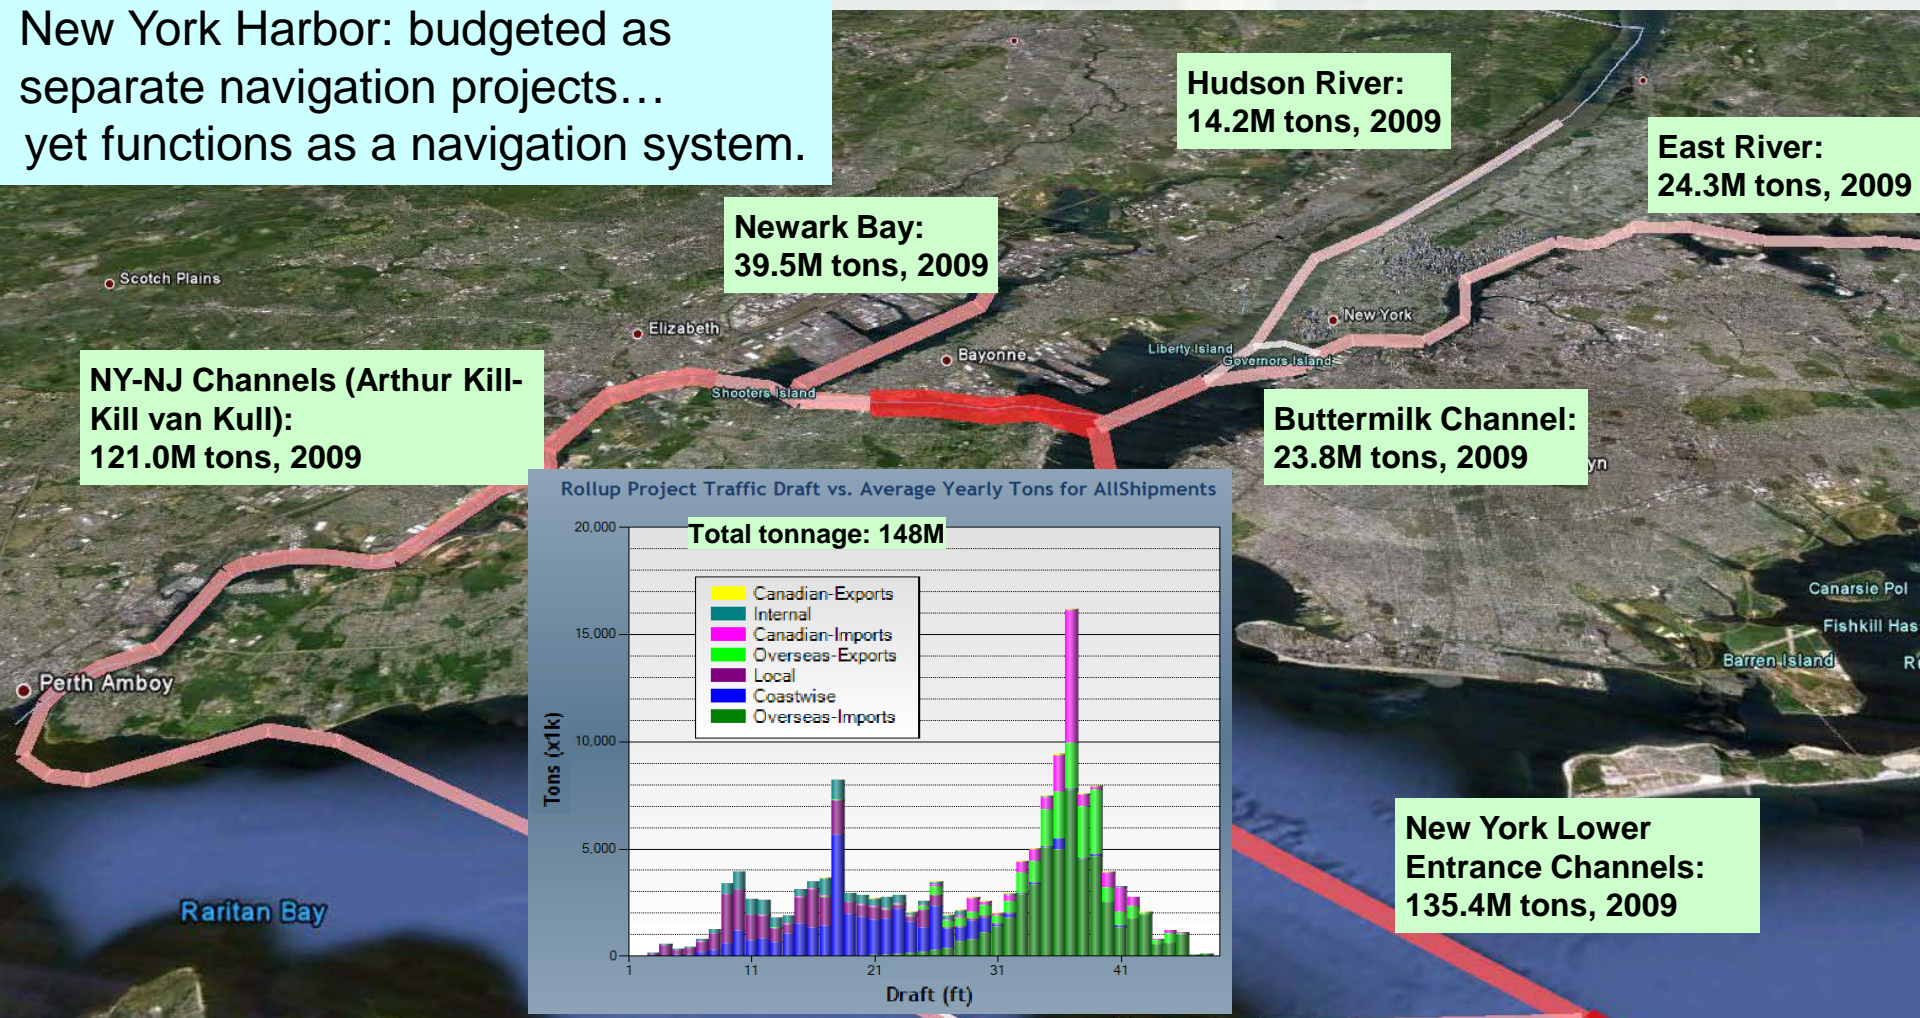 New York Harbor: budgeted as
separate navigation projects…
yet functions as a navigation system.
Hudson River:
14.2M tons, 2009
East River:
24.3M tons, 2009
Newark Bay:
39.5M tons, 2009
Scotch Plains
Elizabeth
New York
Bayonne
Liberty Island
Governors Island
Shooters Island
NY-NJ Channels (Arthur Kill-
Kill van Kull):
121.0M tons, 2009
Buttermilk Channel:
23.8M tons, 2009
yn
Rollup Project Traffic Draft vs. Average Yearly Tons for AllShipments
Total tonnage: 148M
20,000
15,000
10,000
5,000
0
Canadian-Exports
Internal
Canadian-Imports
Overseas-Exports
Local
Coastwise
Overseas-Imports
Tons (x1k)
1
11
21
31
41
Draft (ft)
Canarsie Pol
Fishkill Has
Barren Island
Perth Amboy
Raritan Bay
New York Lower
Entrance Channels:
135.4M tons, 2009